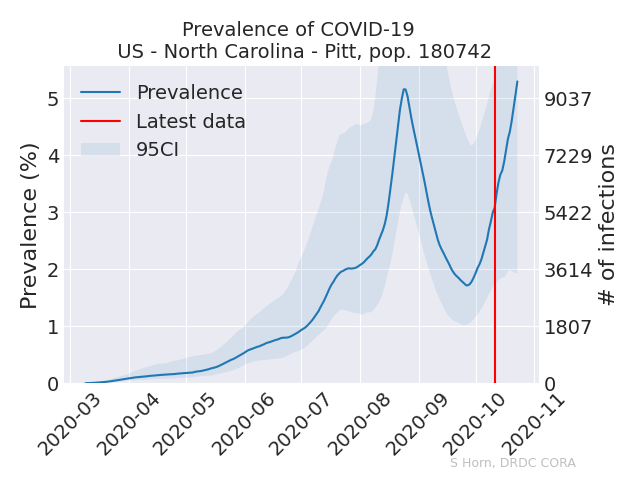 Prevalence of COVID-19
US - North Carolina - Pitt, pop. 180742
Prevalence
Latest data
95CI
Prevalence (%)
5
4
3
2
1
0
9037
7229
5422
3614
1807
0
# of infections
2020-03
2020-04
2020-05
2020-06
2020-07
2020-08
2020-09
2020-10
2020-11
S Horn, DRDC CORA